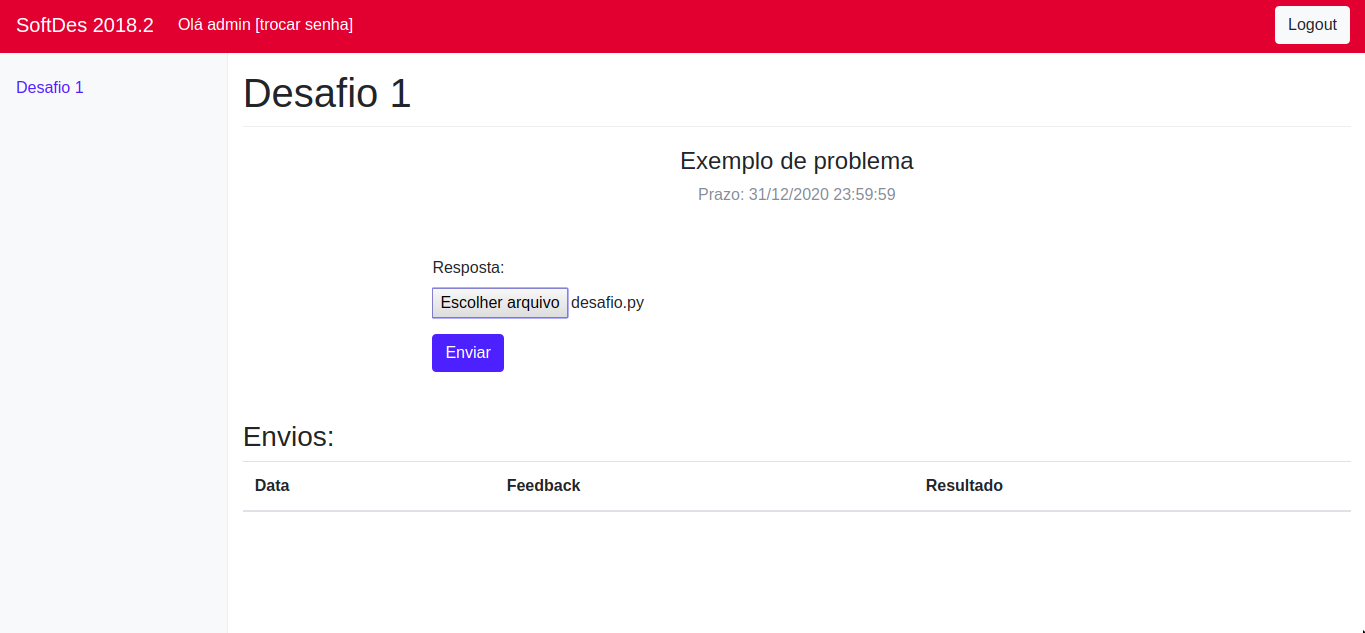 SoftDes 2018.2 Olá admin [trocar senha] Logout
Desafio 1
Desafio 1
Exemplo de problema
Prazo: 31/12/2020 23:59:59
Resposta:
Escolher arquivo desafio.py
Enviar
Envios:
Data Feedback Resultado